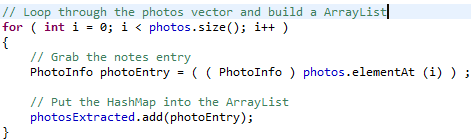 // Loop through the photos vector and build a ArrayList
for ( int i = 0; i < photos.size(); i++ )
{
    // Grab the notes entry
    PhotoInfo photoEntry = ( ( PhotoInfo ) photos.elementAt (i) ) ;
    // Put the HashMap into the ArrayList
    photosExtracted.add(photoEntry);
}